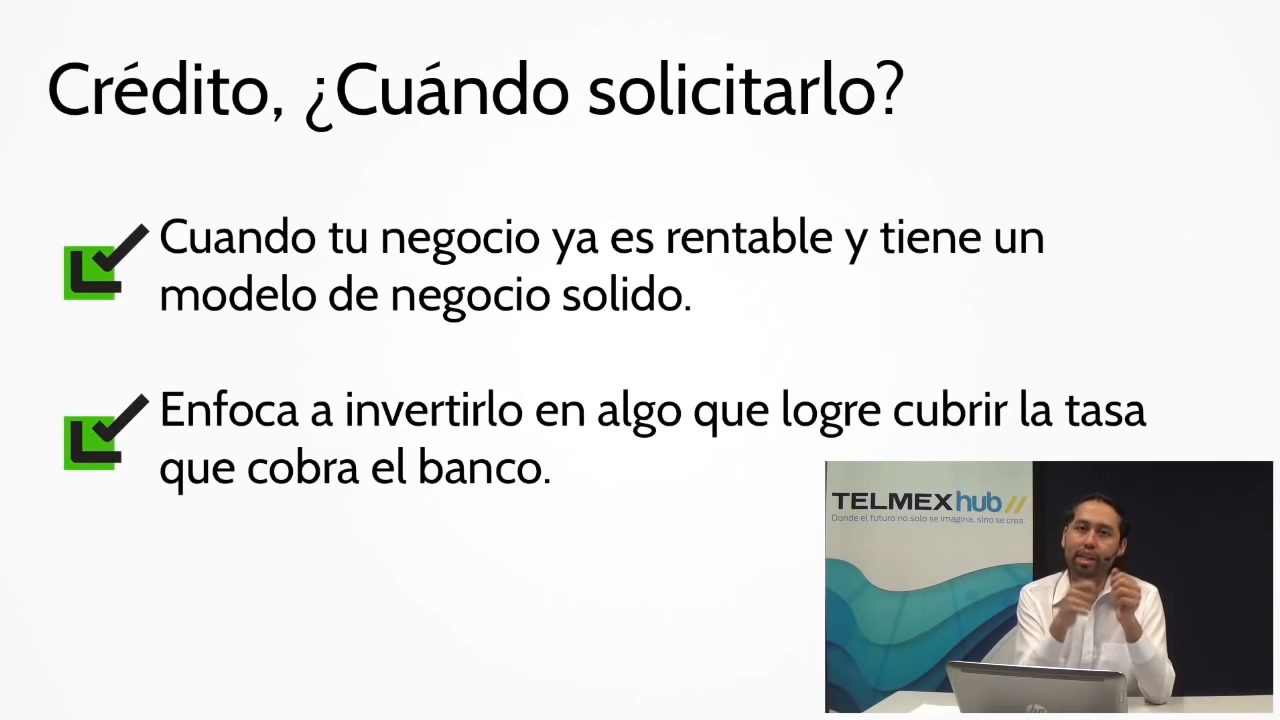 Crédito, ¿Cuándo solicitarlo?
Cuando tu negocio ya es rentable y tiene un
modelo de negocio solido.
Enfoca a invertirlo en algo que logre cubrir la tasa
que cobra el banco.
TELMEXhub//
Donde el futuro no solo se imagina, sino se crea
hp